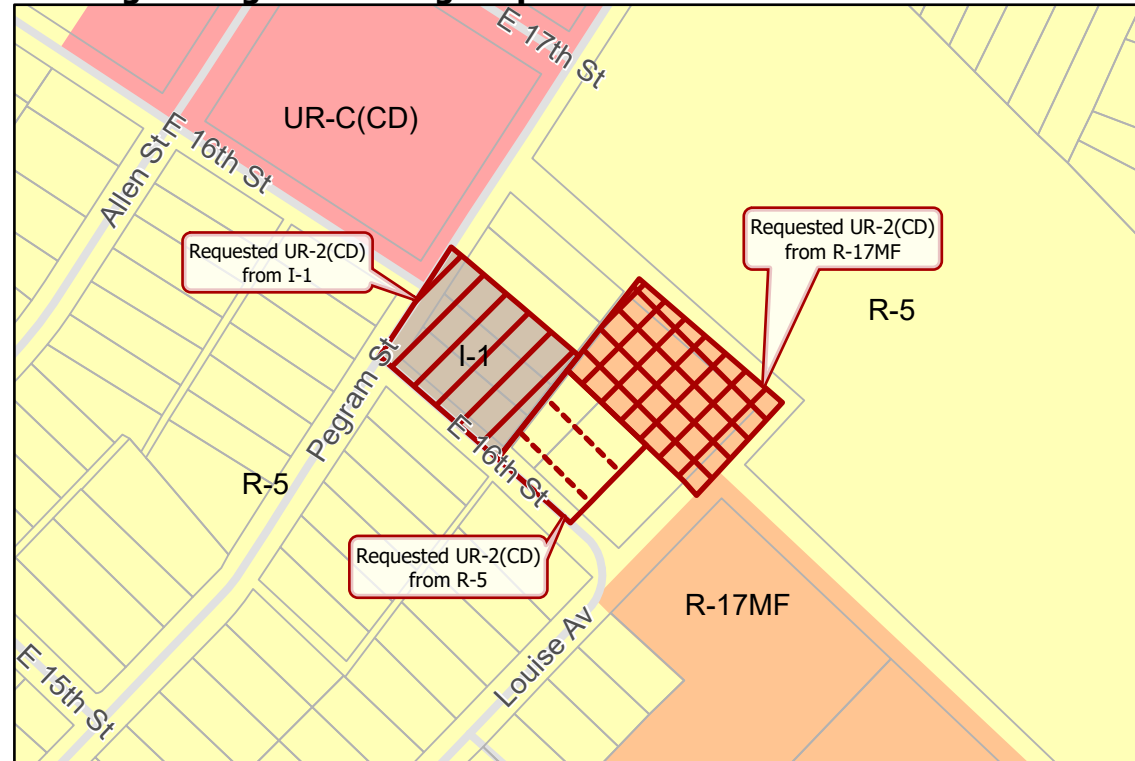 E 17th St
UR-C(CD)
E 16th St
Allen St
Requested UR-2(CD)
from I-1
Requested UR-2(CD)
from R-17MF
R-5
I-1
Pegram St
E 16th St
R-5
Requested UR-2(CD)
from R-5
R-17MF
Louise Av
E 15th St